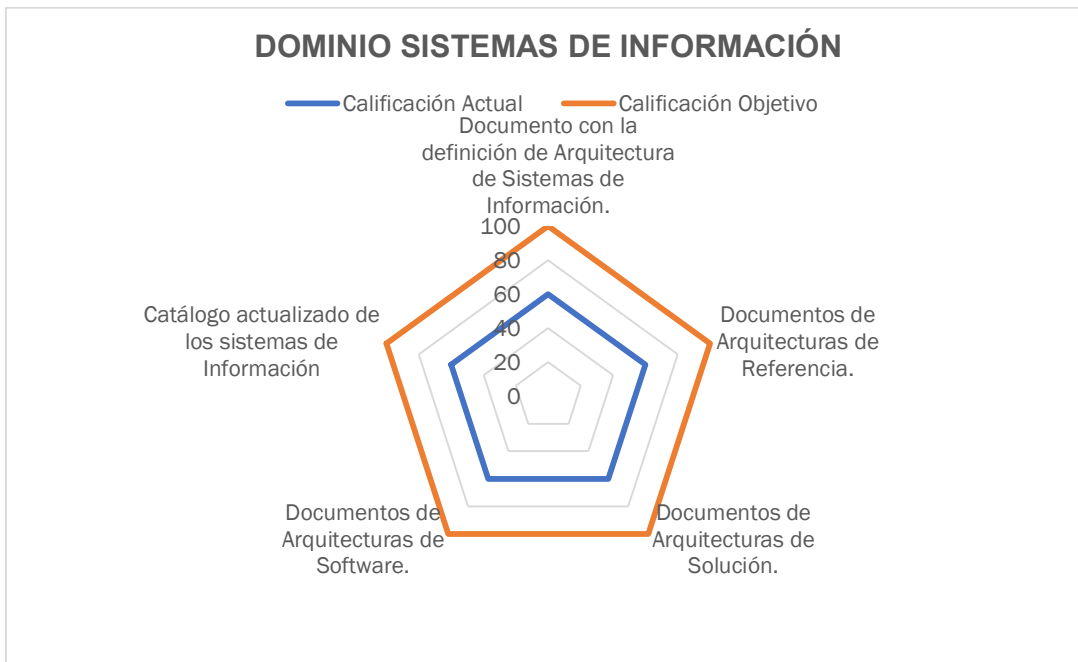 DOMINIO SISTEMAS DE INFORMACIÓN
Calificación Actual
Calificación Objetivo
Documento con la
definición de Arquitectura
de Sistemas de
Información.
100
80
60
40
20
0
Documentos de
Arquitecturas de
Referencia.
Documentos de
Arquitecturas de
Solución.
Documentos de
Arquitecturas de
Software.
Catálogo actualizado de
los sistemas de
Información